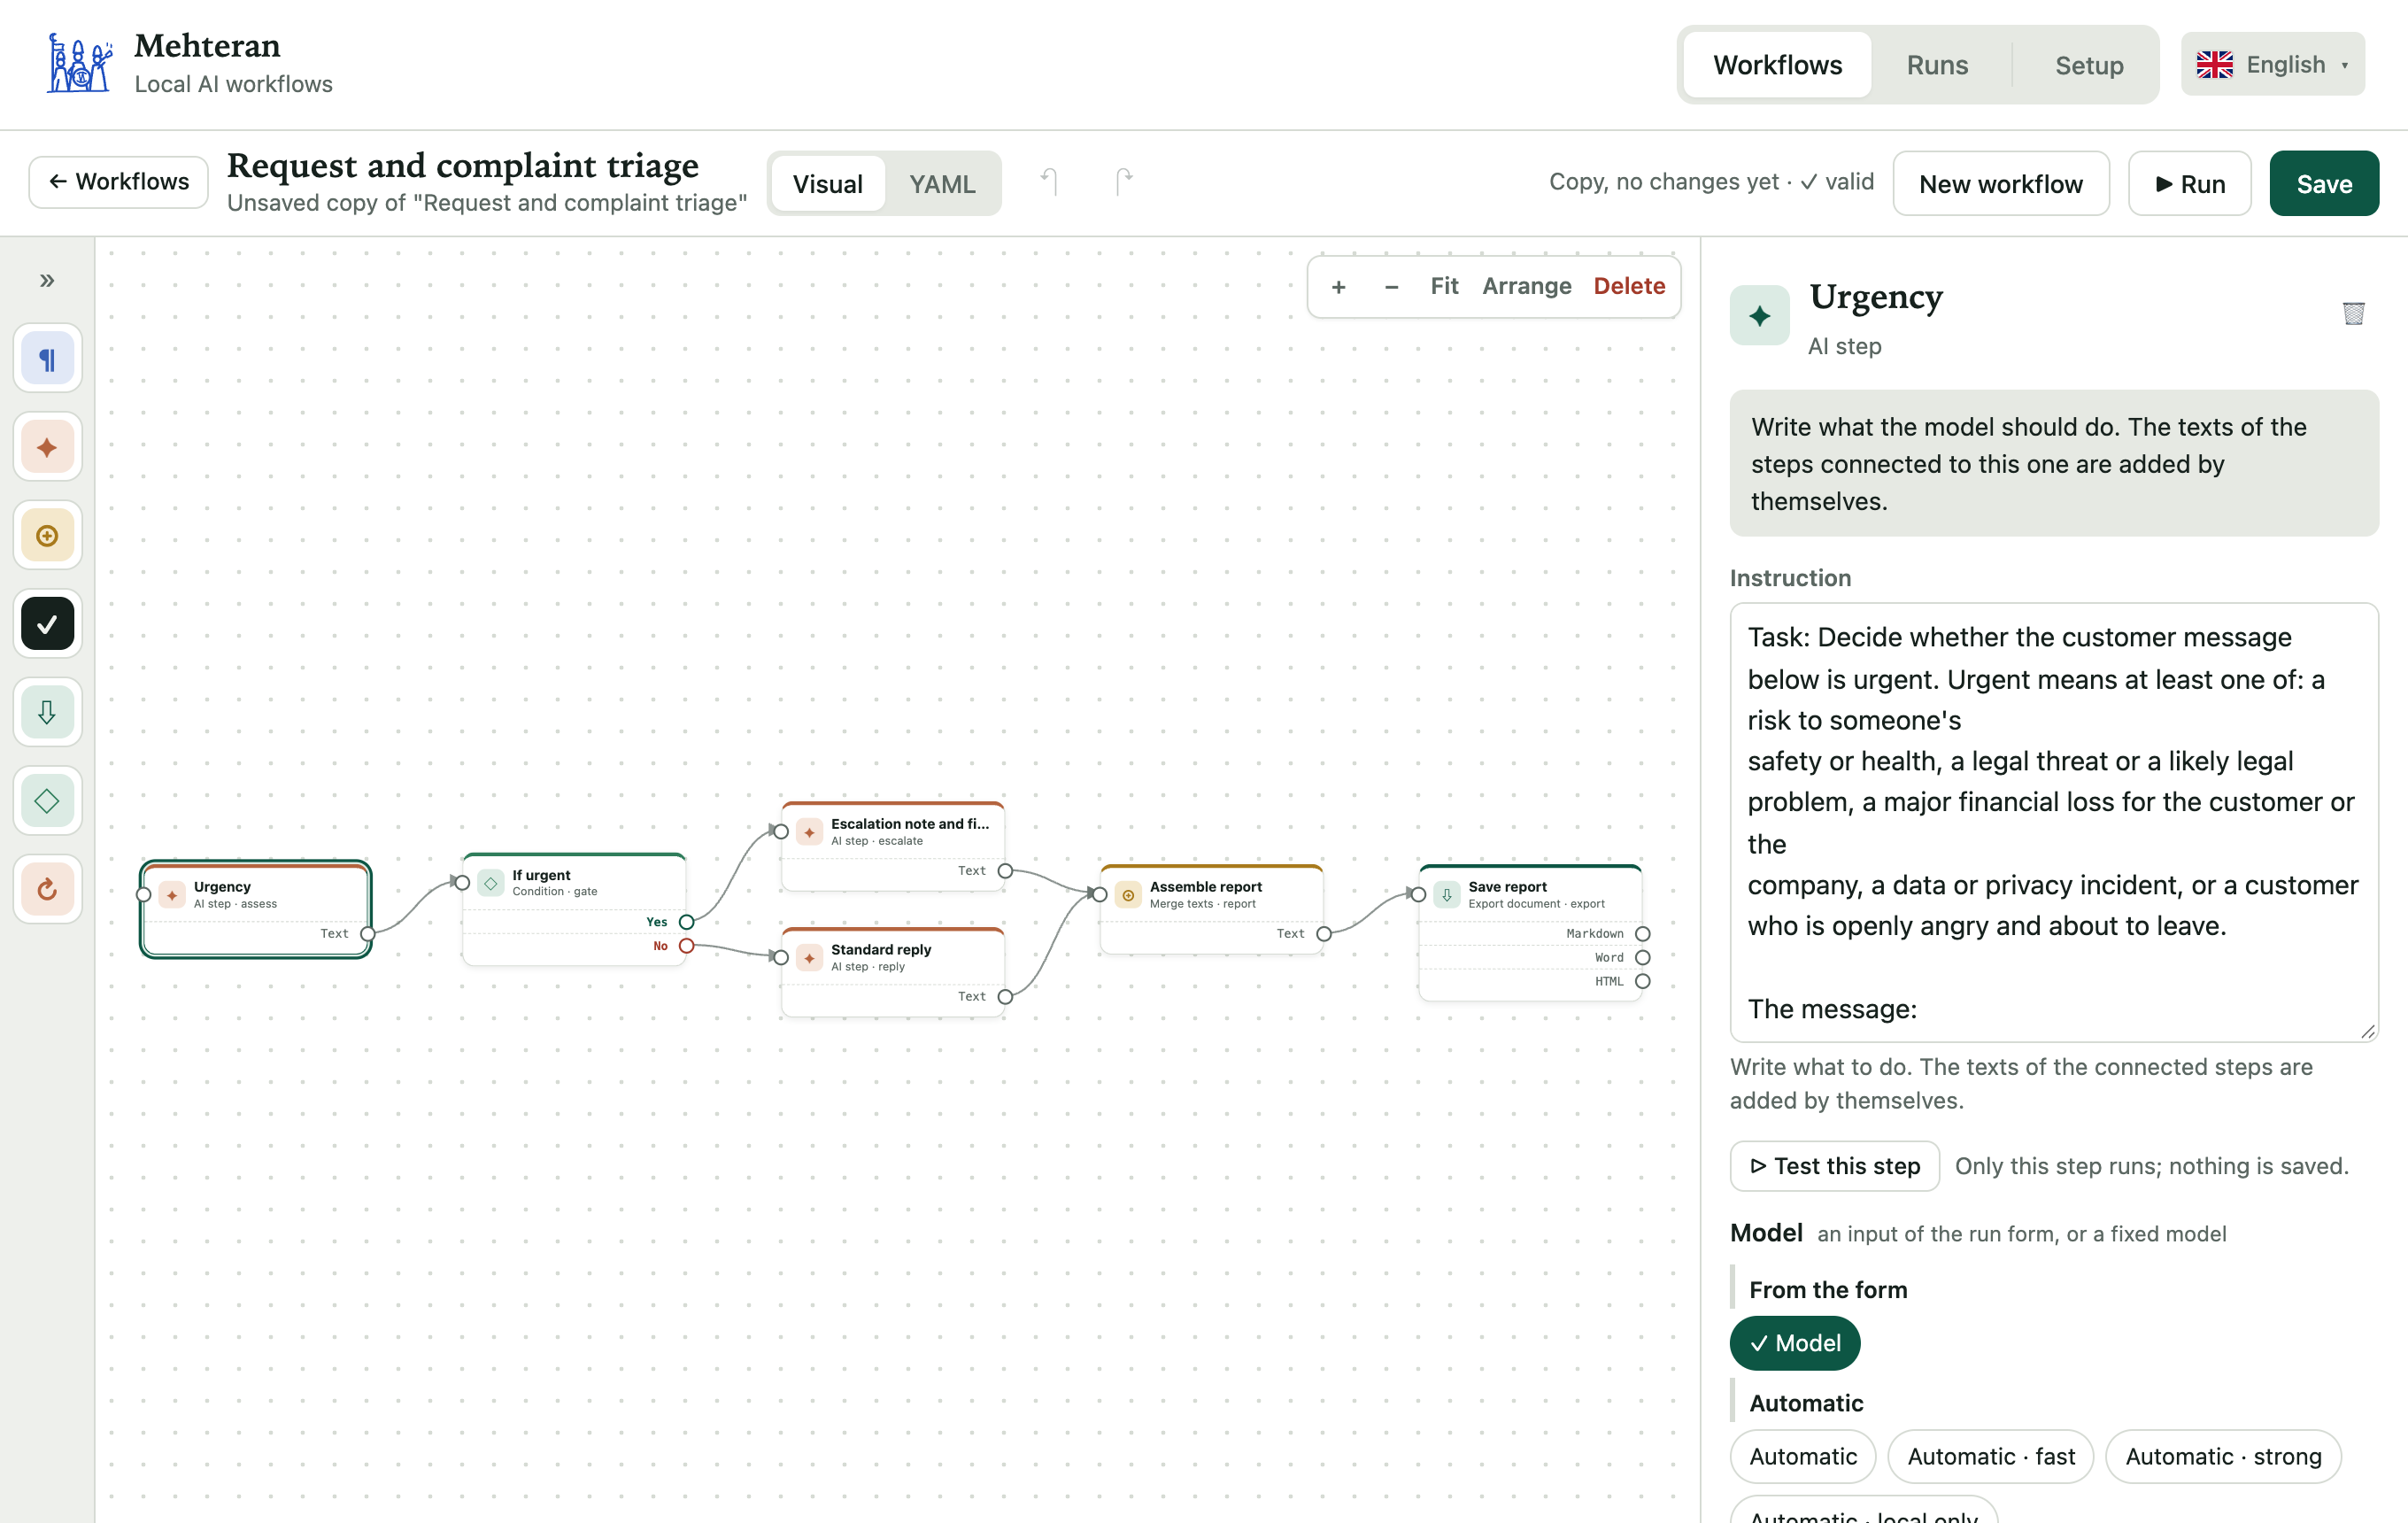 Mehteran
Local AI workflows
Workflows
Runs
Setup
English
← Workflows
Request and complaint triage
Unsaved copy of "Request and complaint triage"
Visual
YAML
Copy, no changes yet · ✓ valid
New workflow
▶ Run
Save
+
−
Fit
Arrange
Delete
Urgency
AI step · assess
Text
If urgent
Condition · gate
Yes
No
Escalation note and fi...
AI step · escalate
Text
Standard reply
AI step · reply
Text
Assemble report
Merge texts · report
Text
Save report
Export document · export
Markdown
Word
HTML
Urgency
AI step
Write what the model should do. The texts of the
steps connected to this one are added by
themselves.
Instruction
Task: Decide whether the customer message
below is urgent. Urgent means at least one of: a
risk to someone's
safety or health, a legal threat or a likely legal
problem, a major financial loss for the customer or
the
company, a data or privacy incident, or a customer
who is openly angry and about to leave.
The message:
Write what to do. The texts of the connected steps are
added by themselves.
Test this step
Only this step runs; nothing is saved.
Model an input of the run form, or a fixed model
From the form
✓ Model
Automatic
Automatic
Automatic · fast
Automatic · strong
Automatic · local only